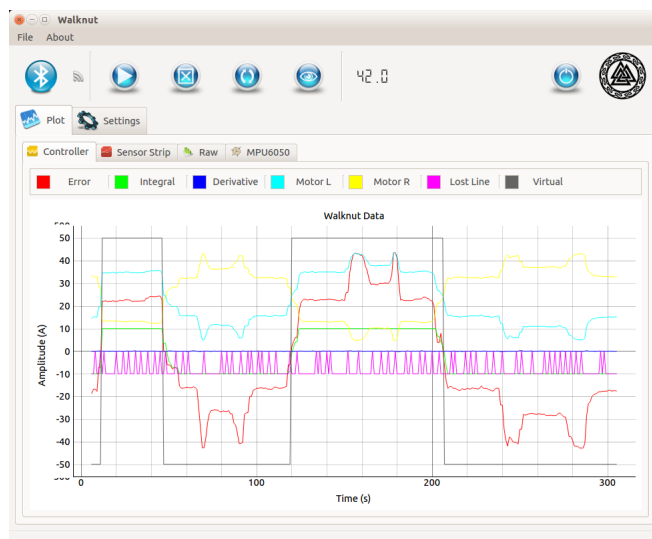 Walknut
File About
42.0
Plot Settings
Controller Sensor Strip Raw MPU6050
Error Integral Derivative Motor L Motor R Lost Line Virtual
Walknut Data
50
40
30
20
10
0
-10
-20
-30
-40
-50
Amplitude (A)
0 100 200 300
Time (s)